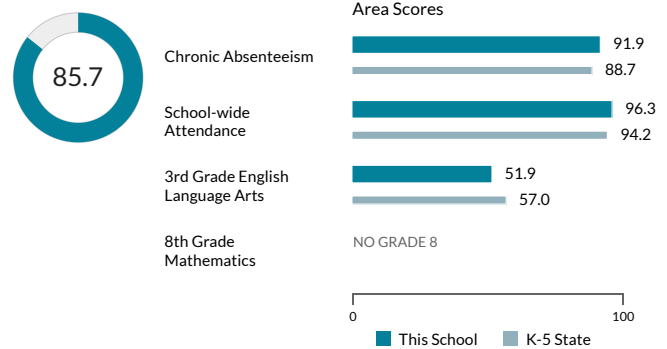 Area Scores
85.7
Chronic Absenteeism
91.9
88.7
School-wide
Attendance
96.3
94.2
3rd Grade English
Language Arts
51.9
57.0
8th Grade
Mathematics
NO GRADE 8
0
100
This School
K-5 State